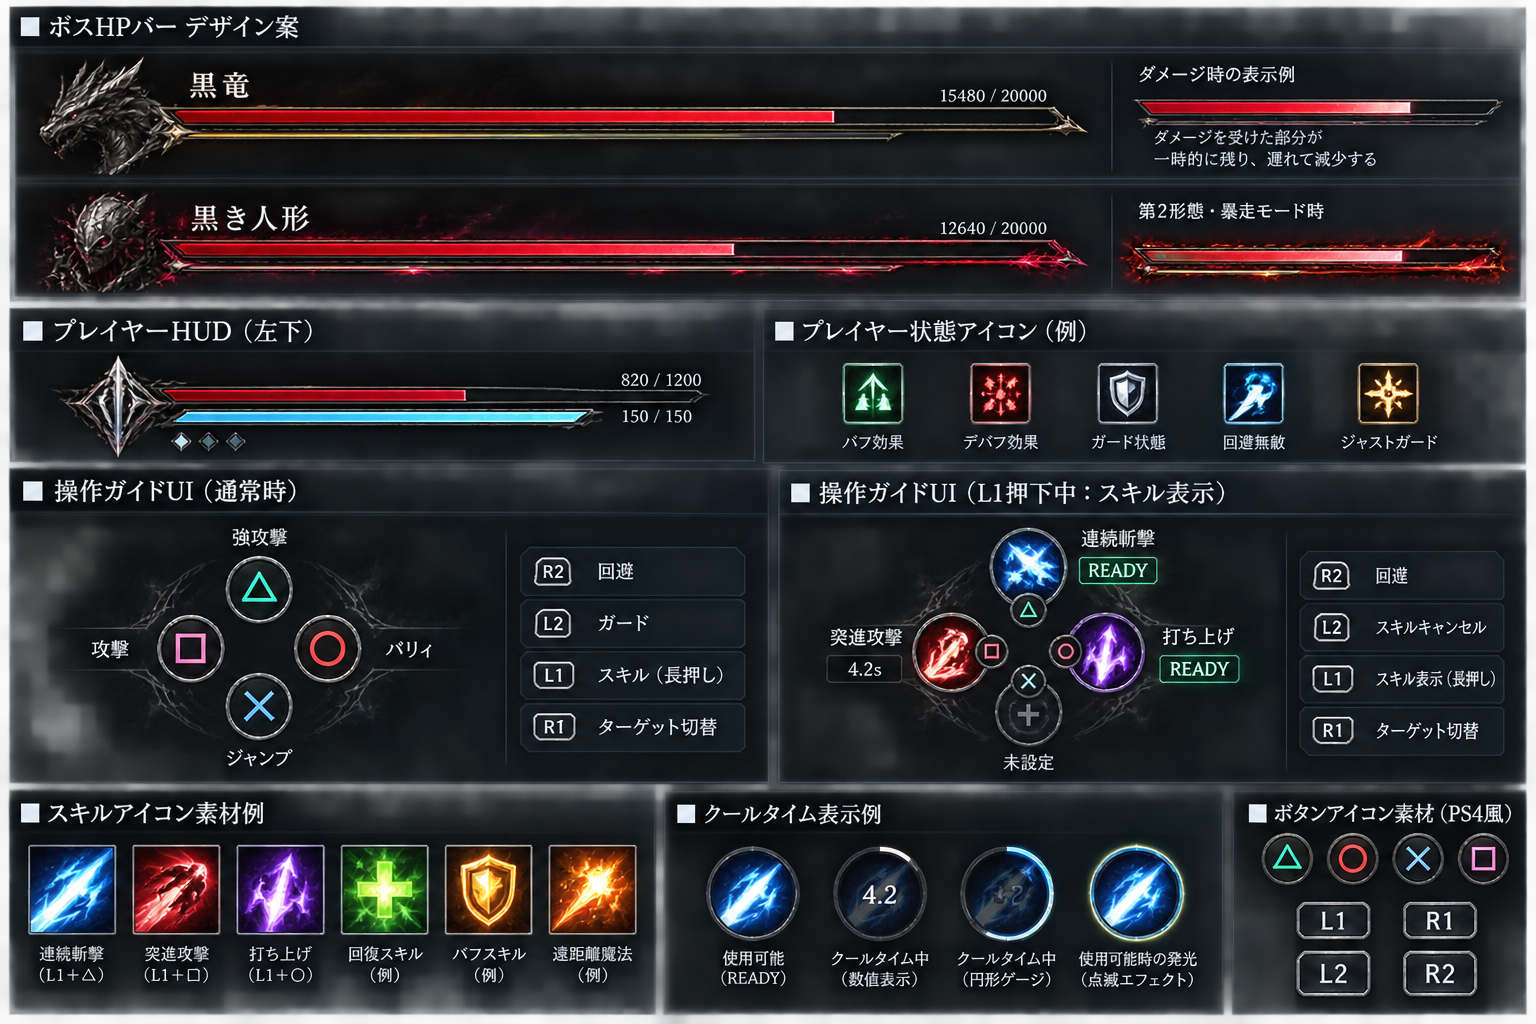 ボスHPバー デザイン案
黒竜
15480 / 20000
ダメージ時の表示例
ダメージを受けた部分が
一時的に残り、遅れて減少する
黒き人形
12640 / 20000
第2形態・暴走モード時
プレイヤーHUD（左下）
820 / 1200
150 / 150
プレイヤー状態アイコン（例）
バフ効果
デバフ効果
ガード状態
回避無敵
ジャストガード
操作ガイドUI（通常時）
強攻撃
攻撃
パリィ
ジャンプ
R2 回避
L2 ガード
L1 スキル（長押し）
R1 ターゲット切替
操作ガイドUI（L1押下中：スキル表示）
連続斬撃
READY
突進攻撃
4.2s
打ち上げ
READY
未設定
R2 回避
L2 スキルキャンセル
L1 スキル表示（長押し）
R1 ターゲット切替
スキルアイコン素材例
連続斬撃
（L1＋△）
突進攻撃
（L1＋□）
打ち上げ
（L1＋○）
回復スキル
（例）
バフスキル
（例）
遠距離魔法
（例）
クールタイム表示例
使用可能
（READY）
4.2
クールタイム中
（数値表示）
クールタイム中
（円形ゲージ）
使用可能時の発光
（点滅エフェクト）
ボタンアイコン素材（PS4風）
L1
R1
L2
R2